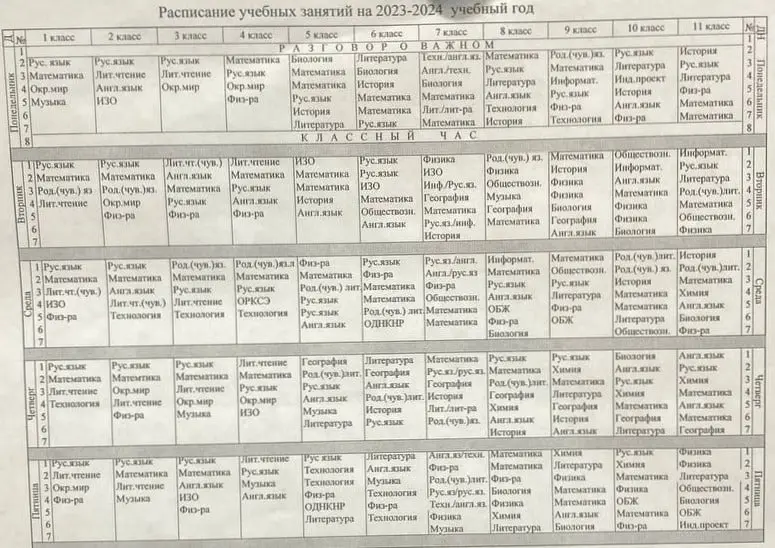 Расписание учебных занятий на 2023-2024 учебный год
Д № 1 класс 2 класс 3 класс 4 класс 5 класс 6 класс 7 класс 8 класс 9 класс 10 класс 11 класс № ДН
1 РАЗГОВОР О ВАЖНОМ 1
Понедельник
2 Рус. язык Рус.язык Рус.язык Математика Биология Литература Техн./англ.яз. Математика Род.(чув.)яз. Рус.язык История 2
3 Математика Лит.чтение Лит.чтение Рус.язык Математика Биология Англ./техн. Рус.язык Рус.язык Литература Рус.язык 3
4 Окр.мир Англ.язык Окр.мир Окр.мир Математика История Биология Литература Информат. Инд.проект Литература 4
5 Музыка ИЗО Физ-ра Рус.язык Математика Математика Англ.язык Рус.язык История Физ-ра 5
6 История Математика Лит./лит-ра Технология Физ-ра Англ.язык Математика 6
7 Литература Рус.язык Математика История Технология Физ-ра Математика 7
8 КЛАССНЫЙ ЧАС 8
Понедельник
Вторник
1 Рус.язык Рус.язык Лит.чт.(чув.) Лит.чтение ИЗО Рус.язык Физика Род.(чув.) яз. Математика Обществозн. Информат. 1
2 Математика Математика Англ.язык Математика Рус.язык Рус.язык ИЗО Физика История Информат. Рус.язык 2
3 Род.(чув.) яз Род.(чув.)яз. Математика Рус.язык Математика ИЗО Инф./Рус.яз. Обществозн. Физика Англ.язык Литература 3
4 Лит.чтение Окр.мир Рус.язык Англ.язык История Математика География Музыка Физика Математика Род.(чув.)лит. 4
5 Физ-ра Физ-ра Физ-ра Англ.язык Обществозн. Математика География Биология Математика Обществозн. 5
6 Англ.язык Рус.яз./инф. Математика География Физика Физ-ра 6
7 История Англ.язык Биология Физика 7
Вторник
Среда
1 Рус.язык Рус.язык Род.(чув.)яз. Род.(чув.)яз.л Физ-ра Рус.язык Рус.яз./англ. Информат. Англ.язык Род.(чув.)лит. История 1
2 Математика Математика Математика Математика Математика Физ-ра Англ./рус.яз Математика Обществозн. Род.(чув.) яз. Род.(чув.)лит. 2
3 Лит.чт.(чув.) Англ.язык Рус.язык Рус.язык Род.(чув.) лит. Математика Физ-ра Рус.язык Рус.язык История Математика 3
4 ИЗО Лит.чт.(чув.) Лит.чтение ОРКСЭ Рус.язык Математика Обществозн. Англ.язык Литература Математика Химия 4
5 Физ-ра Технология Технология Технология Рус.язык Род.(чув.) лит. Математика ОБЖ Физ-ра Математика Англ.язык 5
6 Англ.язык ОДНКНР Математика Физ-ра ОБЖ Литература Биология 6
7 Биология Обществозн. Физ-ра 7
Среда
Четверг
1 Рус.язык Рус.язык Рус.язык Лит.чтение География Литература Математика Рус.язык Рус.язык Биология Англ.язык 1
2 Математика Математика Математика Рус.язык Род.(чув.)лит. География Рус.яз./рус.яз. Математика Химия Англ.язык Рус.язык 2
3 Лит.чтение Окр.мир Лит.чтение Математика Рус.язык Англ.язык География Род.(чув.)лит. Математика Рус.язык Химия 3
4 Технология Лит.чтение Окр.мир Окр.мир Англ.язык Род.(чув.)лит История География Литература Химия Математика 4
5 Физ-ра Музыка ИЗО Музыка История Лит./лит-ра Химия География Математика Англ.язык 5
Литература Рус.язык Род.(чув.)яз. Англ.язык История География Математика
История Англ.язык Литература География
Четверг
Пятница
1 Рус.язык Рус.язык Рус.язык Лит.чтение Рус язык Литература Англ.яз/техн. Математика Химия Рус.язык Физика 1
2 Лит.чтение Математика Математика Рус.язык Технология Англ.язык Физ-ра Математика Литература Химия Физика 2
3 Окр.мир Лит.чтение Англ.язык Математика Технология Музыка Род.(чув.)лит. Физ-ра Математика Физика Литература 3
4 Физ-ра Музыка ИЗО Англ.язык Англ.язык Физ-ра Рус.яз/рус.яз. Биология Математика Физика Обществозн. 4
5 Физ-ра Физ-ра Технология Техн./англ.яз Математика Физика ОБЖ Биология 5
6 ОДНКНР Технология Физика Химия Физ-ра Математика ОБЖ 6
7 Литература Музыка Литература Биология Физ-ра Инд.проект 7
Пятница